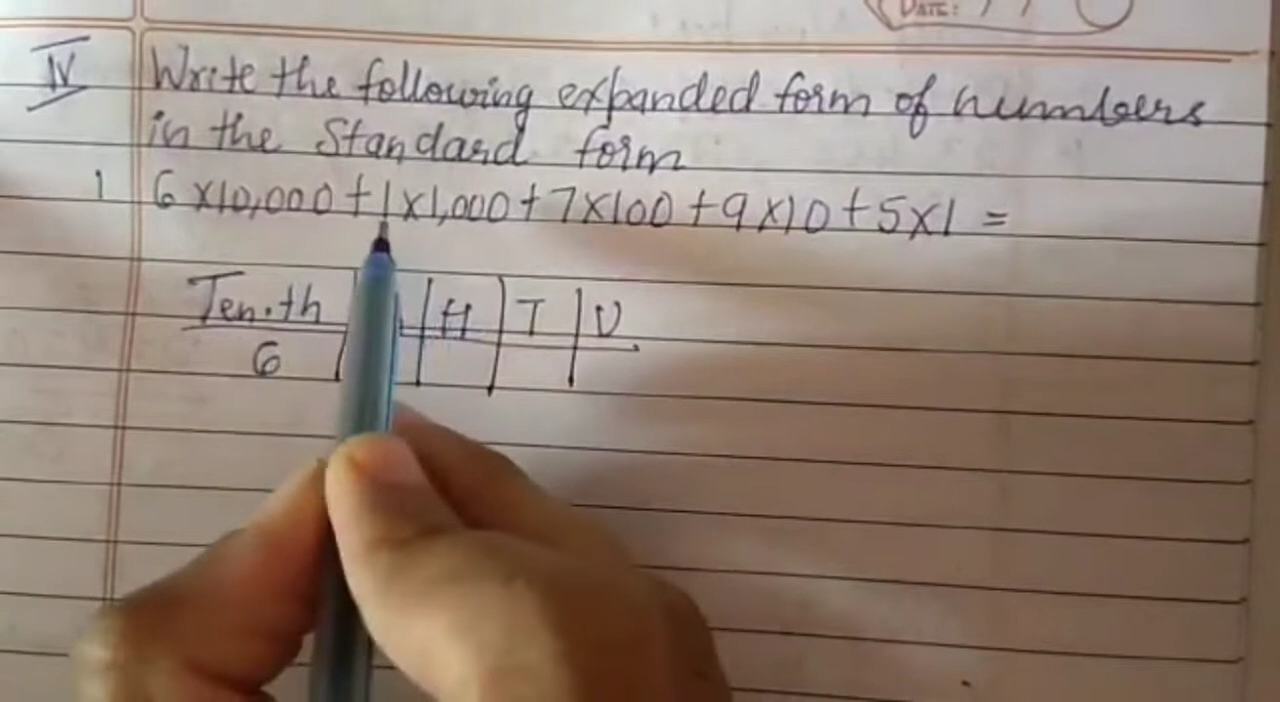 DATE: / /
IV Write the following expanded form of numbers
in the Standard form
1 6×10,000+1×1,000+7×100+9×10+5×1=
Ten.th H T U
6